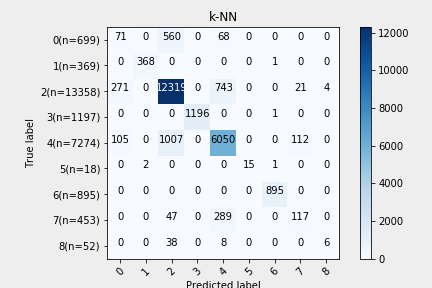 k-NN
0(n=699) 71 0 560 0 68 0 0 0 0
1(n=369) 0 368 0 0 0 0 1 0 0
2(n=13358) 271 0 12319 0 743 0 0 21 4
3(n=1197) 0 0 0 1196 0 0 1 0 0
4(n=7274) 105 0 1007 0 6050 0 0 112 0
5(n=18) 0 2 0 0 0 15 1 0 0
6(n=895) 0 0 0 0 0 0 895 0 0
7(n=453) 0 0 47 0 289 0 0 117 0
8(n=52) 0 0 38 0 8 0 0 0 6
0 1 2 3 4 5 6 7 8
Predicted label
True label
12000
10000
8000
6000
4000
2000
0